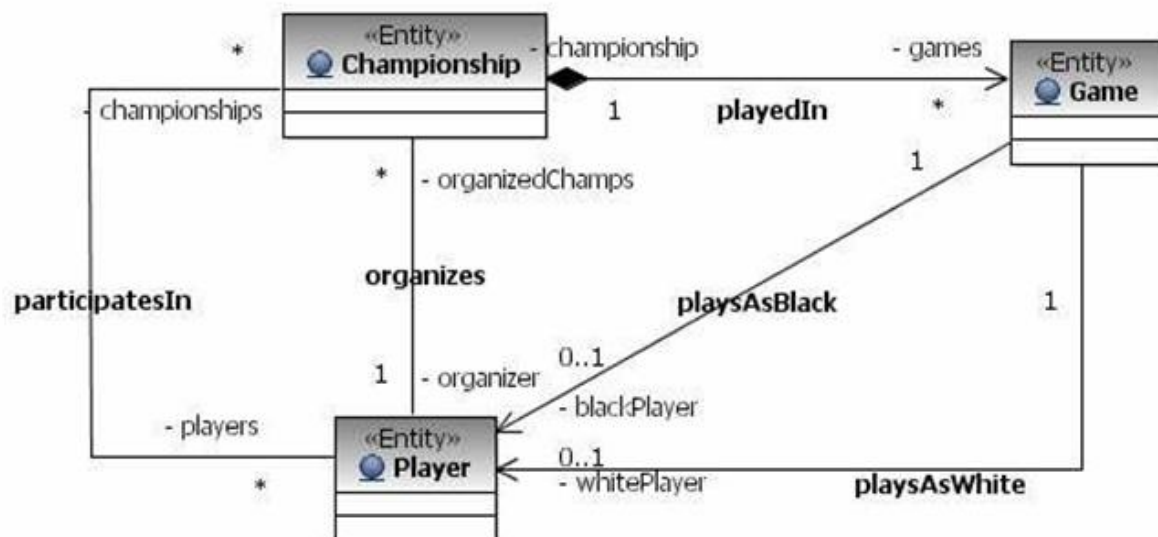 «Entity»
Championship
*
- championship
- games
«Entity»
Game
- championships
1
playedIn
*
1
*
- organizedChamps
organizes
participatesIn
playsAsBlack
1
0..1
1
- organizer
- blackPlayer
- players
«Entity»
Player
0..1
- whitePlayer
playsAsWhite
*